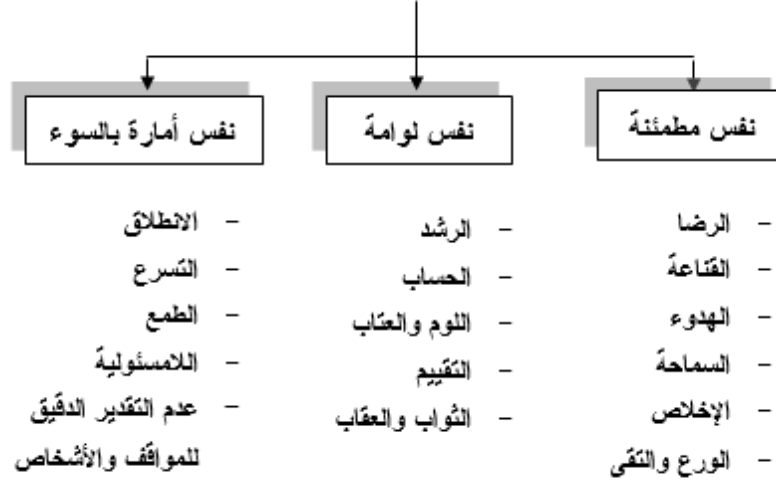 نفس مطمئنة
- الرضا
- القناعة
- الهدوء
- السماحة
- الإخلاص
- الورع والتقى
نفس لوامة
- الرشد
- الحساب
- اللوم والعتاب
- التقييم
- الثواب والعقاب
نفس أمارة بالسوء
- الانطلاق
- التسرع
- الطمع
- اللامسئولية
- عدم التقدير الدقيق
للمواقف والأشخاص